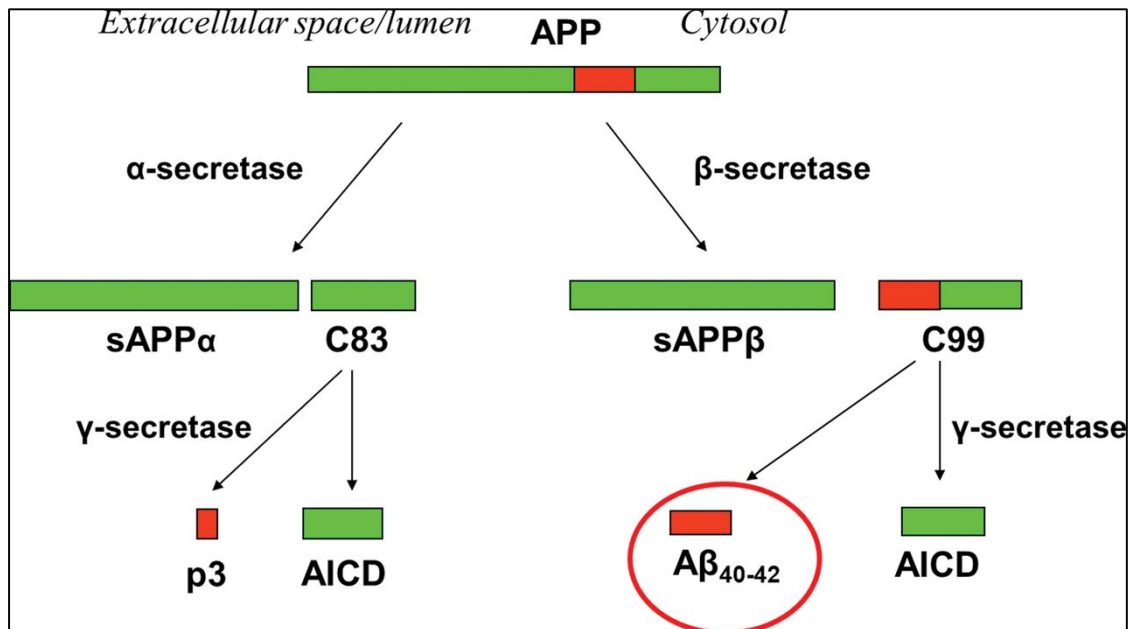 Extracellular space/lumen APP Cytosol
α-secretase β-secretase
sAPPα C83 sAPPβ C99
γ-secretase γ-secretase
p3 AICD Aβ40-42 AICD